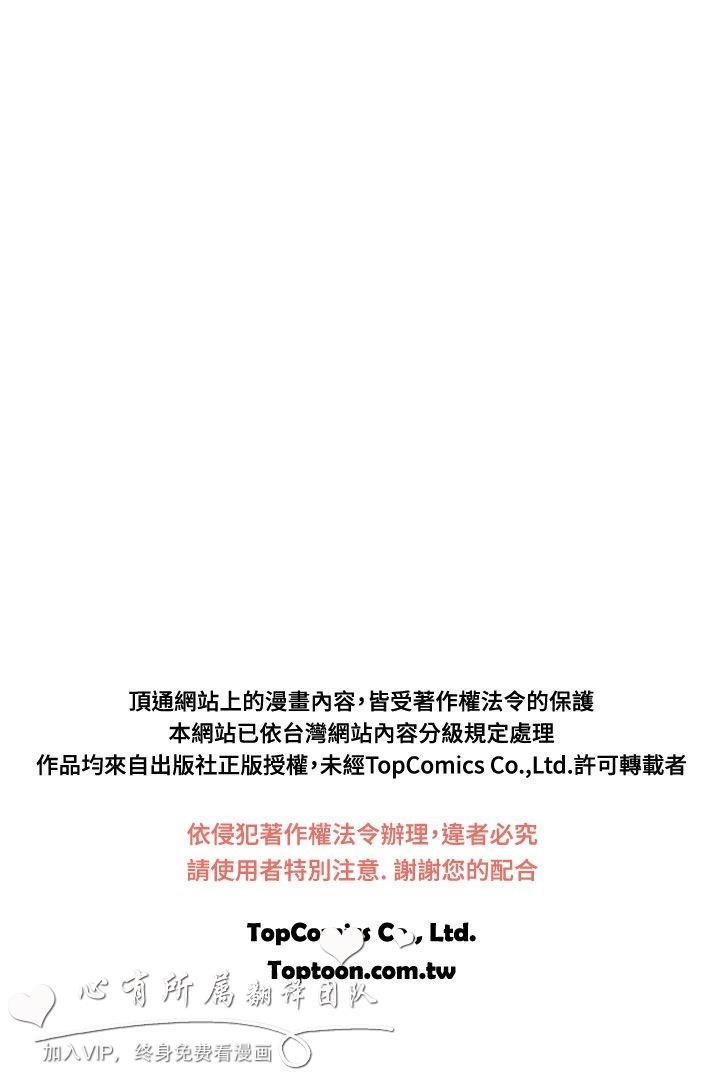 頂通網站上的漫畫內容，皆受著作權法令的保護
本網站已依台灣網站內容分級規定處理
作品均來自出版社正版授權，未經TopComics Co.,Ltd.許可轉載者
依侵犯著作權法令辦理，違者必究
請使用者特別注意. 謝謝您的配合
TopComics Co., Ltd.
Toptoon.com.tw
心有所属翻译团队
加入VIP，终身免费看漫画